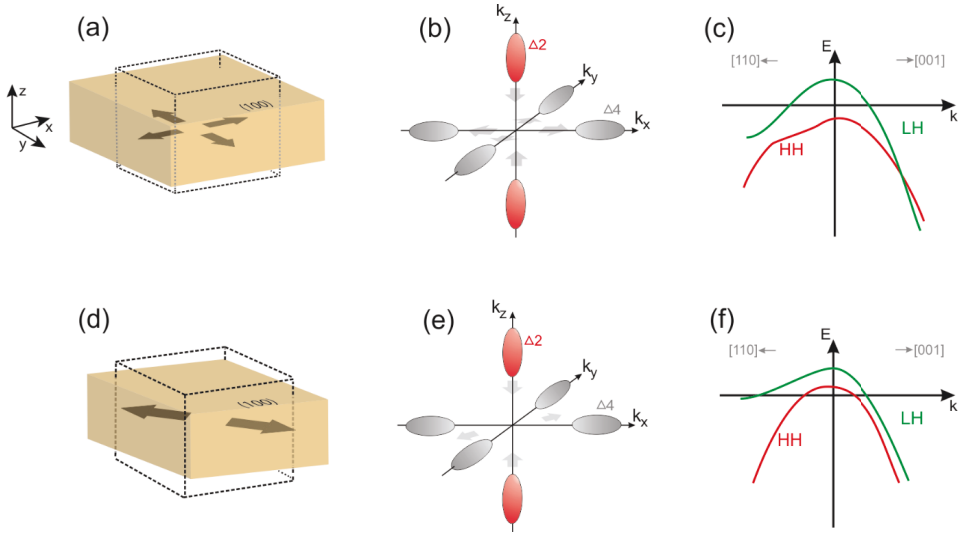 (a)
z
x
y
(100)
(b)
kz
Δ2
ky
Δ4
kx
(c)
E
[110]←
→[001]
k
LH
HH
(d)
(100)
(e)
kz
Δ2
ky
Δ4
kx
(f)
E
[110]←
→[001]
k
HH
LH